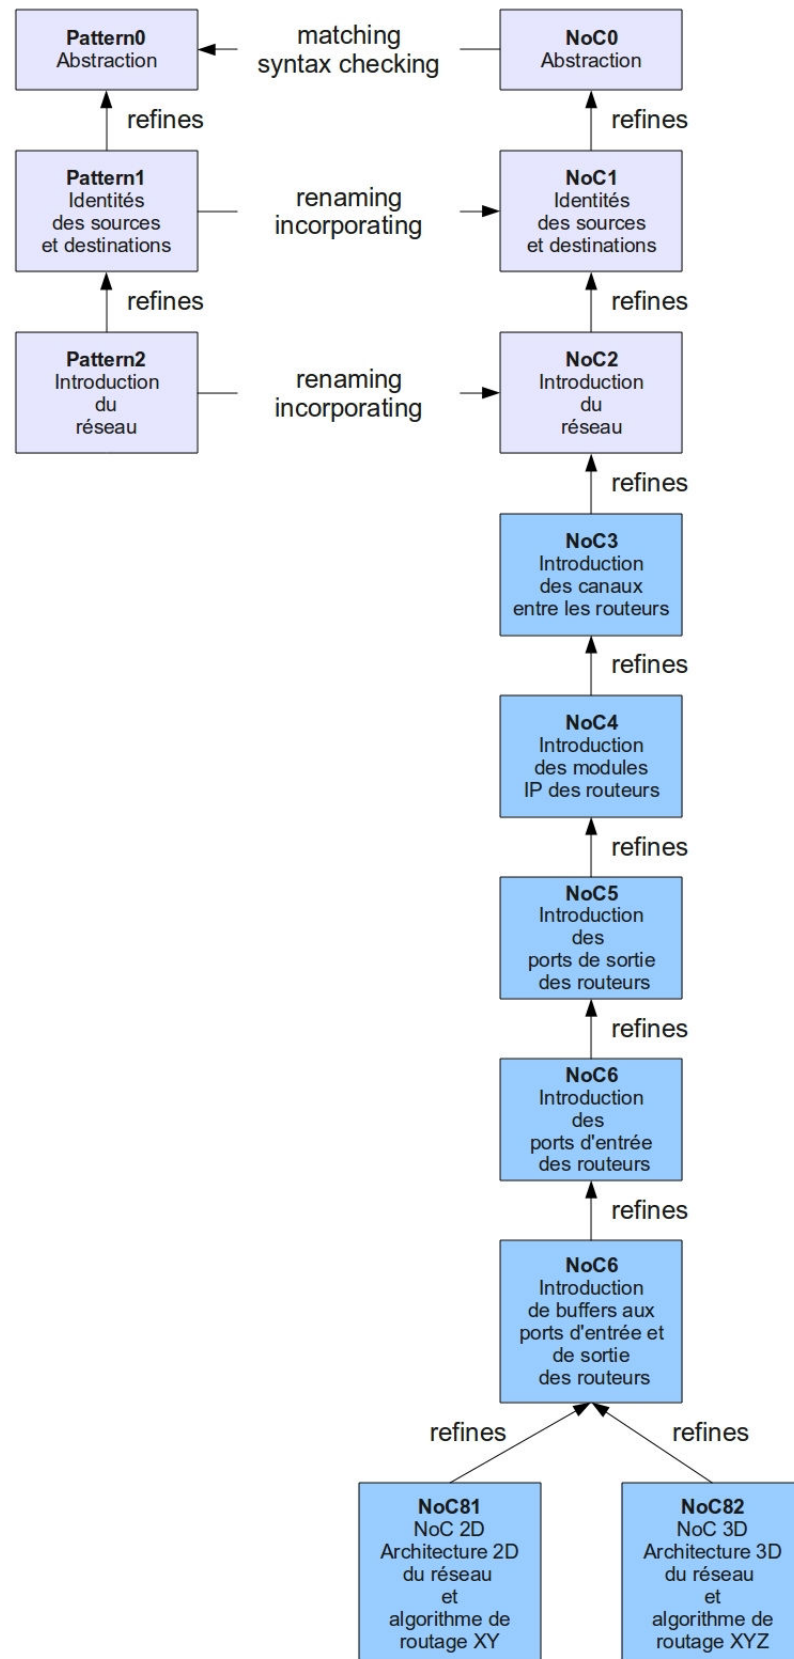 Pattern0
Abstraction
matching
syntax checking
NoC0
Abstraction
refines
refines
Pattern1
Identités
des sources
et destinations
renaming
incorporating
NoC1
Identités
des sources
et destinations
refines
refines
Pattern2
Introduction
du
réseau
renaming
incorporating
NoC2
Introduction
du
réseau
refines
NoC3
Introduction
des canaux
entre les routeurs
refines
NoC4
Introduction
des modules
IP des routeurs
refines
NoC5
Introduction
des
ports de sortie
des routeurs
refines
NoC6
Introduction
des
ports d'entrée
des routeurs
refines
NoC6
Introduction
de buffers aux
ports d'entrée et
de sortie
des routeurs
refines
refines
NoC81
NoC 2D
Architecture 2D
du réseau
et
algorithme de
routage XY
NoC82
NoC 3D
Architecture 3D
du réseau
et
algorithme de
routage XYZ